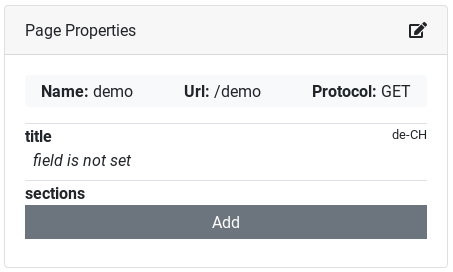 Page Properties
Name: demo Url: /demo Protocol: GET
title de-CH
field is not set
sections
Add